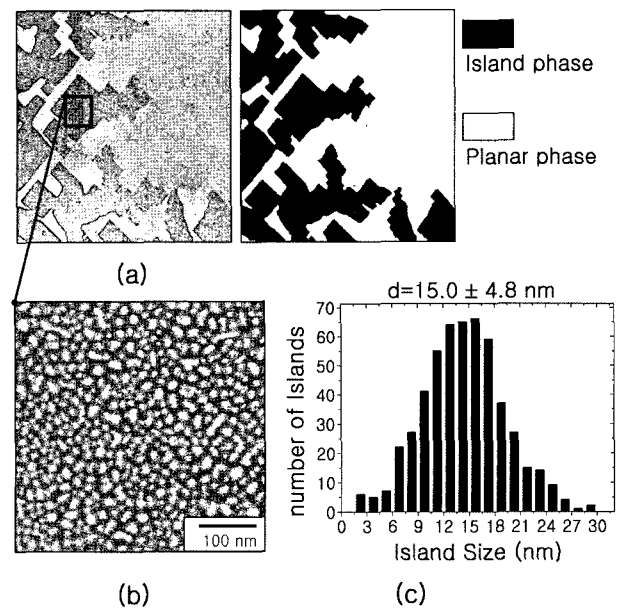 Island phase
Planar phase
(a)
100 nm
(b)
d=15.0 ± 4.8 nm
number of Islands
70
60
50
40
30
20
10
0
0 3 6 9 12 15 18 21 24 27 30
Island Size (nm)
(c)